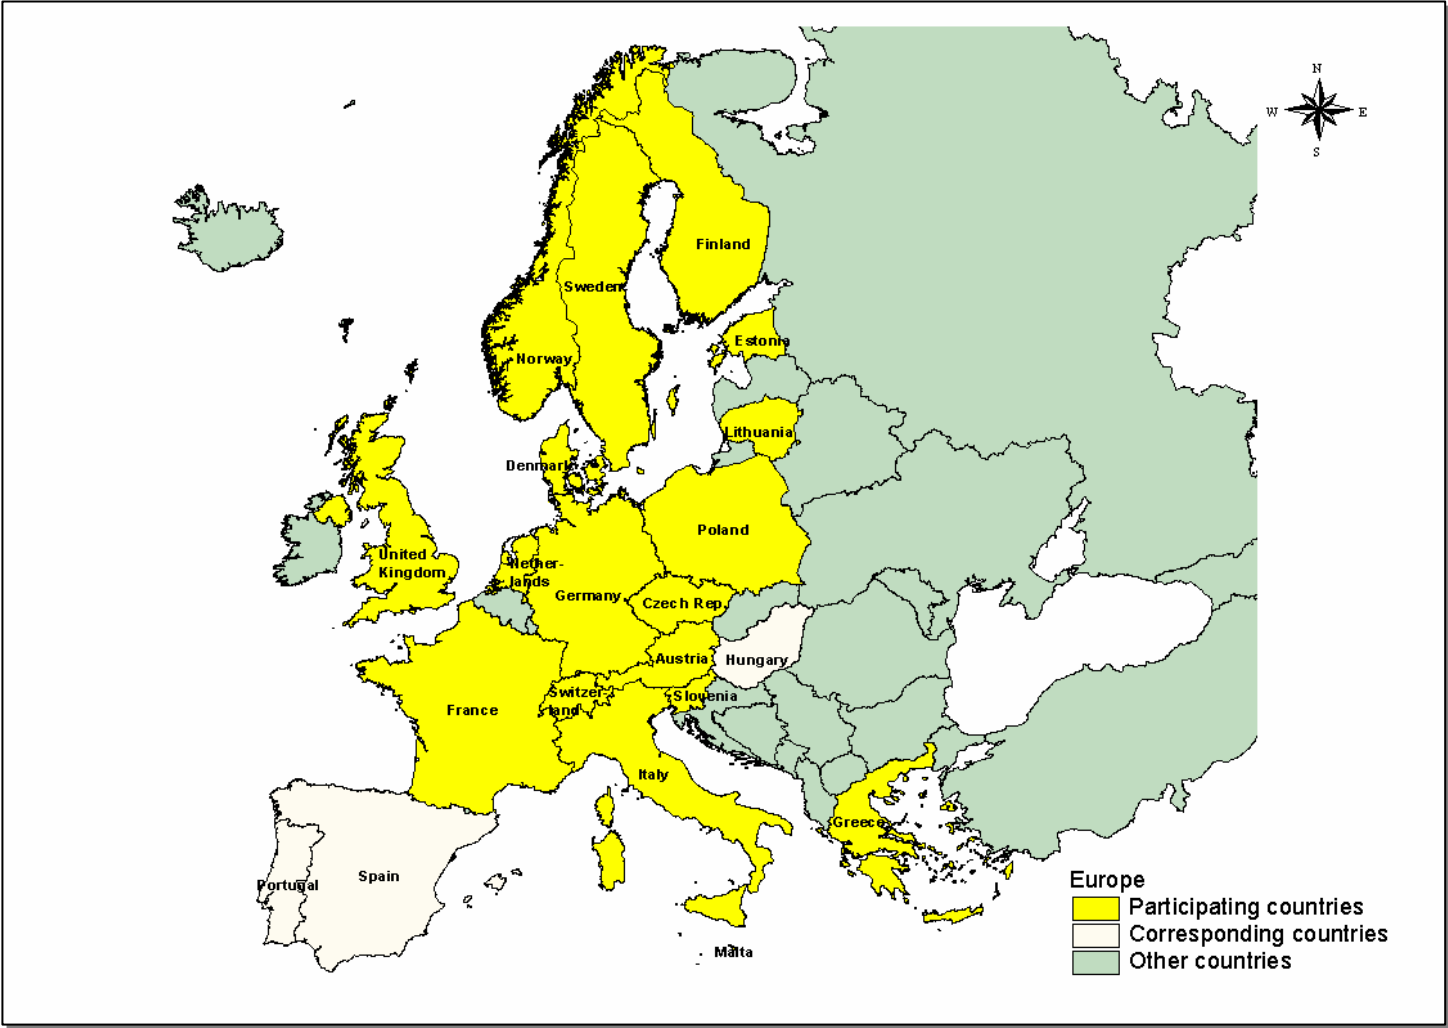 N
W E
S
Finland
Sweden
Norway
Estonia
Lithuania
Denmark
Poland
United
Kingdom
Nether-
lands
Germany
Czech Rep.
Austria
Hungary
Switzer-
land
Slovenia
France
Italy
Greece
Portugal
Spain
Malta
Europe
Participating countries
Corresponding countries
Other countries